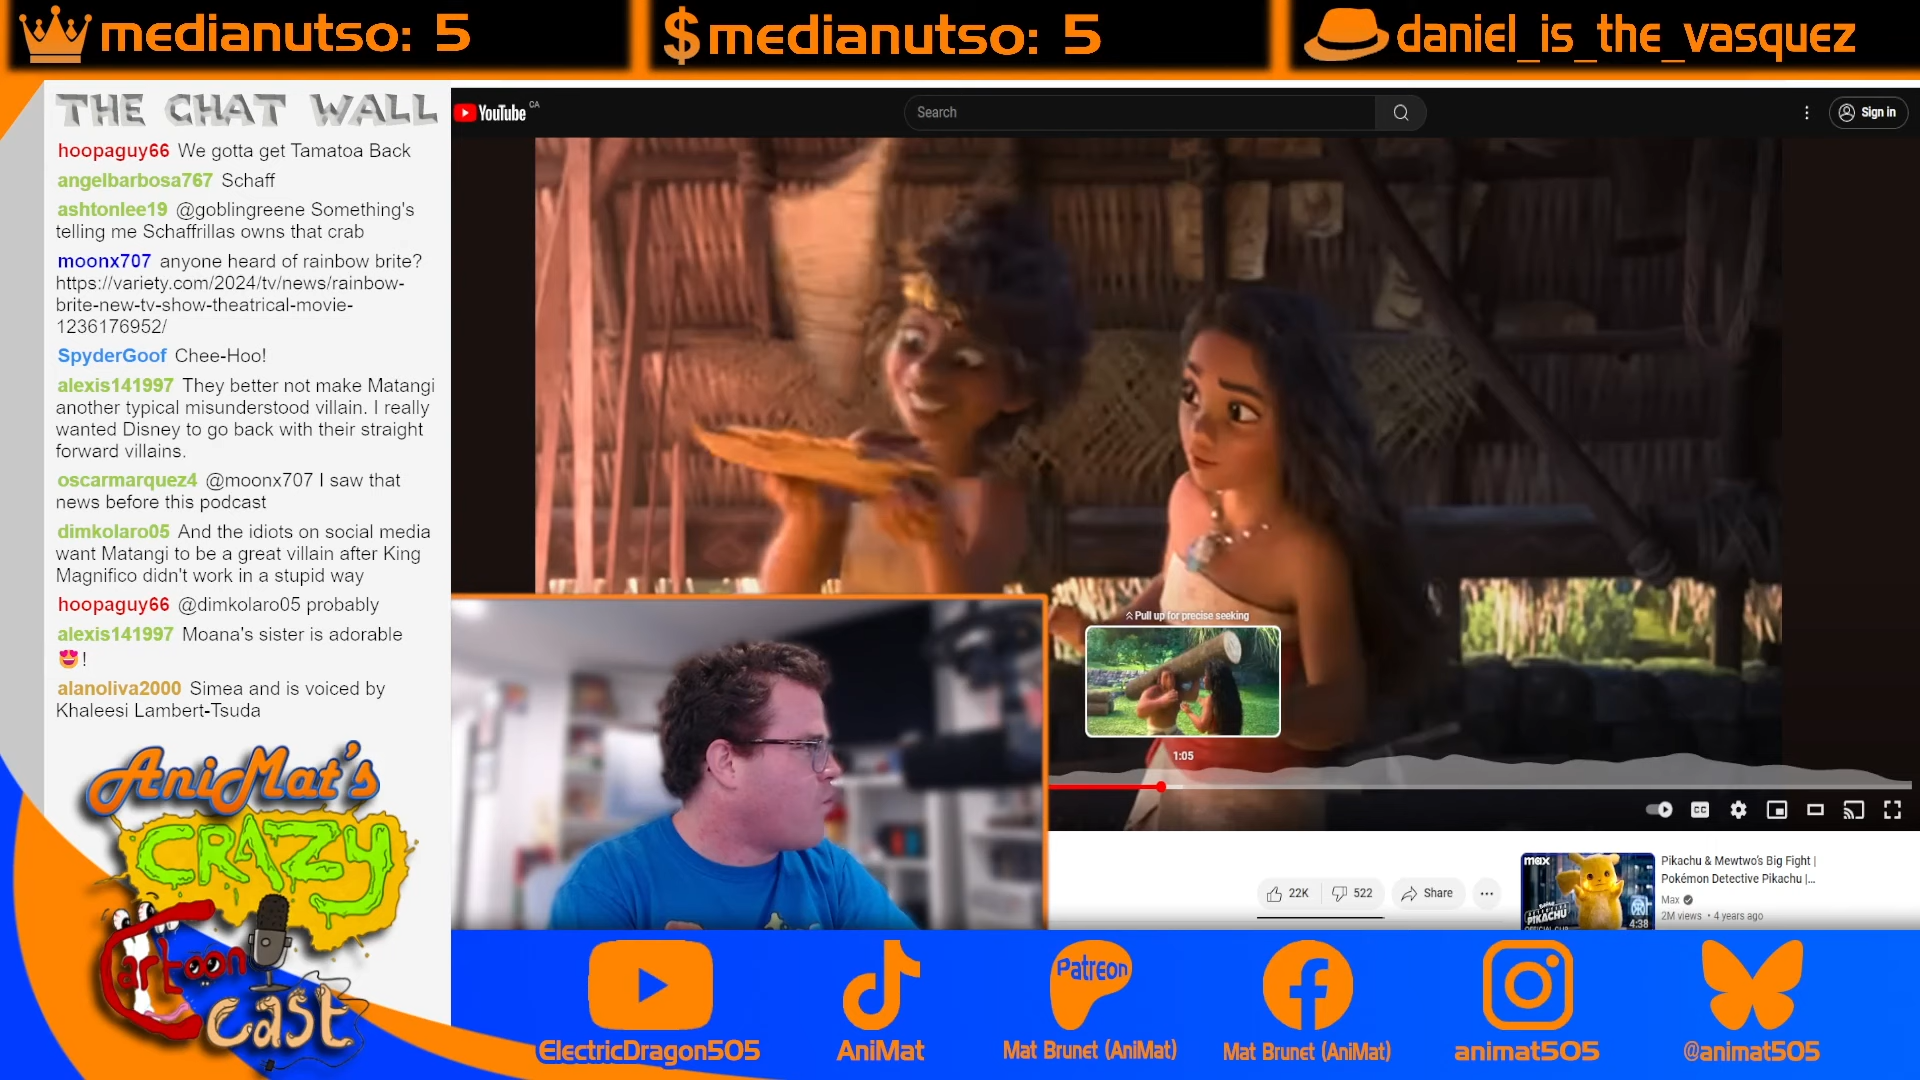 medianutso: 5
$ medianutso: 5
daniel_is_the_vasquez
THE CHAT WALL
hoopaguy66 We gotta get Tamatoa Back
angelbarbosa767 Schaff
ashtonlee19 @goblingreene Something's
telling me Schaffrillas owns that crab
moonx707 anyone heard of rainbow brite?
https://variety.com/2024/tv/news/rainbow-
brite-new-tv-show-theatrical-movie-
1236176952/
SpyderGoof Chee-Hoo!
alexis141997 They better not make Matangi
another typical misunderstood villain. I really
wanted Disney to go back with their straight
forward villains.
oscarmarquez4 @moonx707 I saw that
news before this podcast
dimkolaro05 And the idiots on social media
want Matangi to be a great villain after King
Magnifico didn't work in a stupid way
hoopaguy66 @dimkolaro05 probably
alexis141997 Moana's sister is adorable
😍!
alanoliva2000 Simea and is voiced by
Khaleesi Lambert-Tsuda
AniMat's
CRAZY
Cartoon
cast
YouTube CA
Search
Sign in
Pull up for precise seeking
1:05
CC
22K
522
Share
max
POKÉMON
DETECTIVE
PIKACHU
OFFICIAL CLIP
4:38
Pikachu & Mewtwo's Big Fight |
Pokémon Detective Pikachu |...
Max
2M views • 4 years ago
ElectricDragon505
AniMat
Patreon
Mat Brunet (AniMat)
Mat Brunet (AniMat)
animat505
@animat505